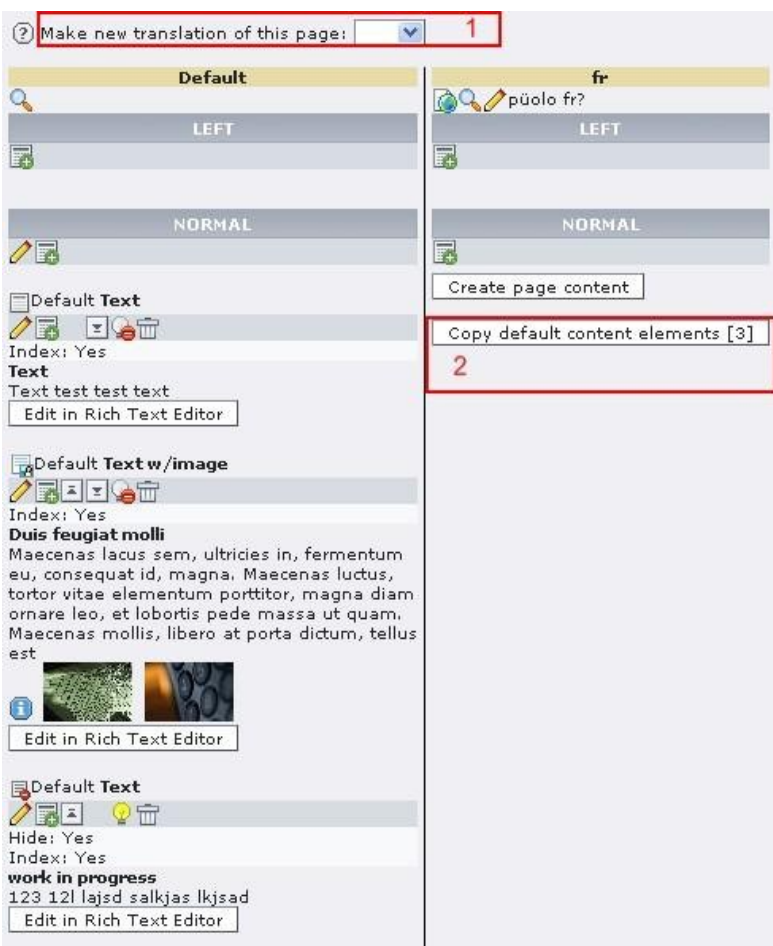 Make new translation of this page:
1
Default
LEFT
NORMAL
Default Text
Index: Yes
Text
Text test test text
Edit in Rich Text Editor
Default Text w/image
Index: Yes
Duis feugiat molli
Maecenas lacus sem, ultricies in, fermentum
eu, consequat id, magna. Maecenas luctus,
tortor vitae elementum porttitor, magna diam
ornare leo, et lobortis pede massa ut quam.
Maecenas mollis, libero at porta dictum, tellus
est
Edit in Rich Text Editor
Default Text
Hide: Yes
Index: Yes
work in progress
123 12l lajsd salkjas lkjsad
Edit in Rich Text Editor
fr
püolo fr?
LEFT
NORMAL
Create page content
Copy default content elements [3]
2